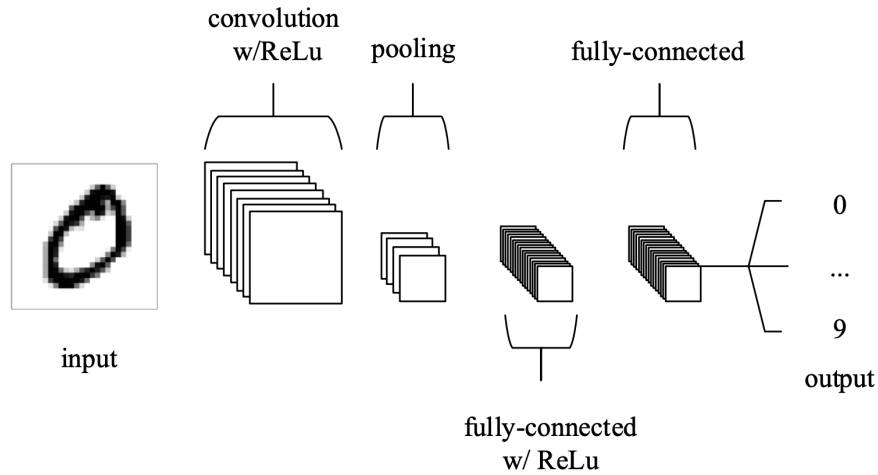 convolution
w/ReLu
pooling
fully-connected
input
fully-connected
w/ ReLu
0
...
9
output